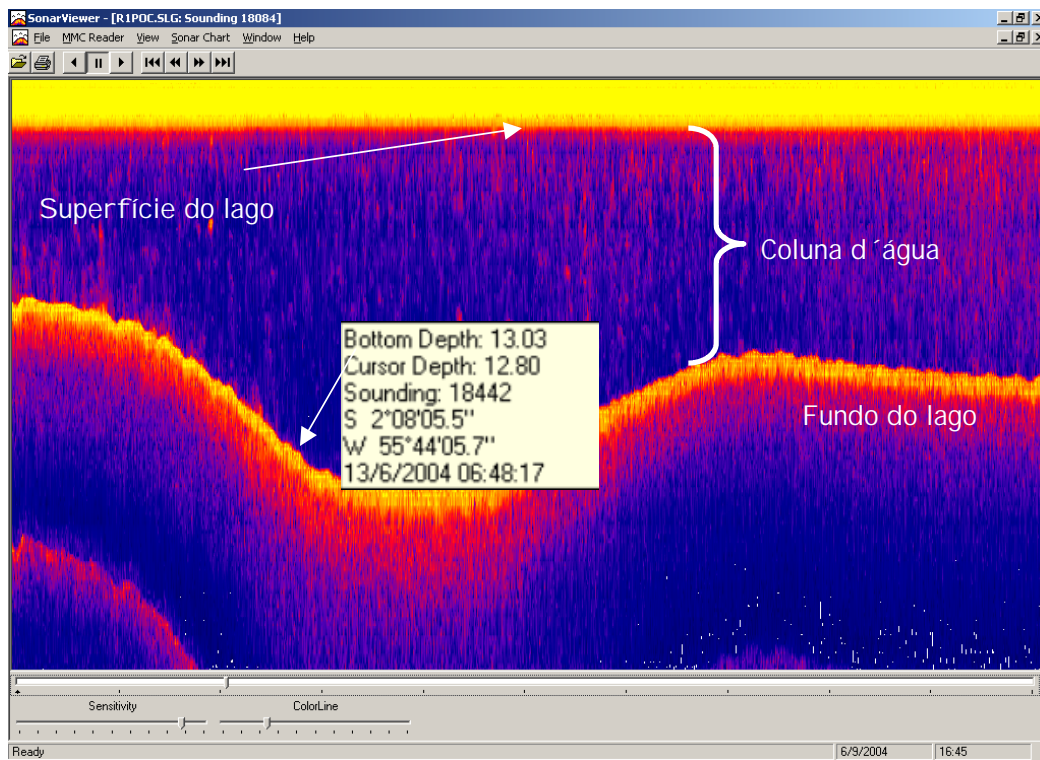 SonarViewer - [R1POC.SLG: Sounding 18084]
File MMC Reader View Sonar Chart Window Help
Superfície do lago
Coluna d´água
Bottom Depth: 13.03
Cursor Depth: 12.80
Sounding: 18442
S 2°08'05.5"
W 55°44'05.7"
13/6/2004 06:48:17
Fundo do lago
Sensitivity ColorLine
Ready 6/9/2004 16:45